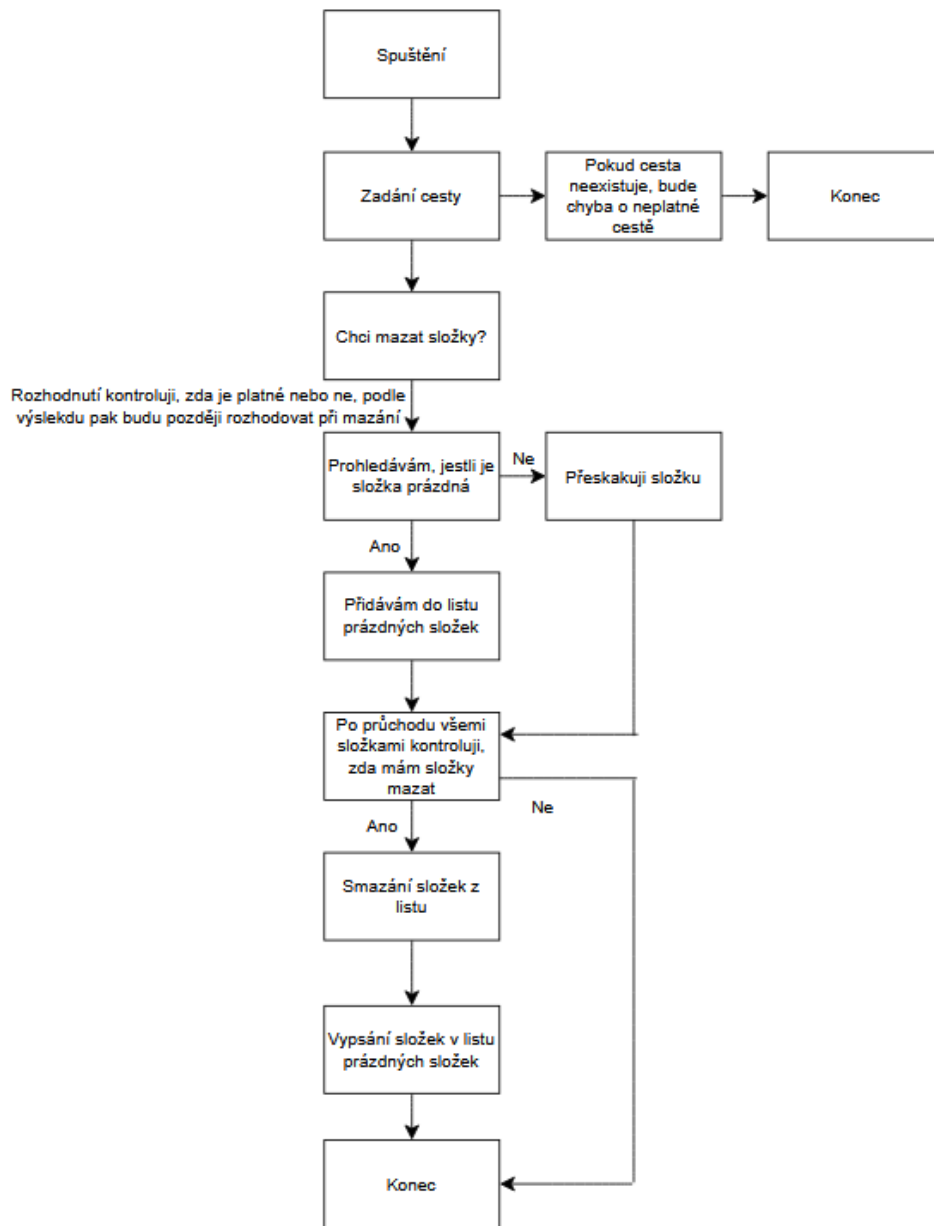 Spuštění
Zadání cesty
Pokud cesta
neexistuje, bude
chyba o neplatné
cestě
Konec
Chci mazat složky?
Rozhodnutí kontroluji, zda je platné nebo ne, podle
výslekdu pak budu později rozhodovat při mazání
Prohledávám, jestli je
složka prázdná
Ne
Přeskakuji složku
Ano
Přidávám do listu
prázdných složek
Po průchodu všemi
složkami kontroluji,
zda mám složky
mazat
Ne
Ano
Smazání složek z
listu
Vypsání složek v listu
prázdných složek
Konec